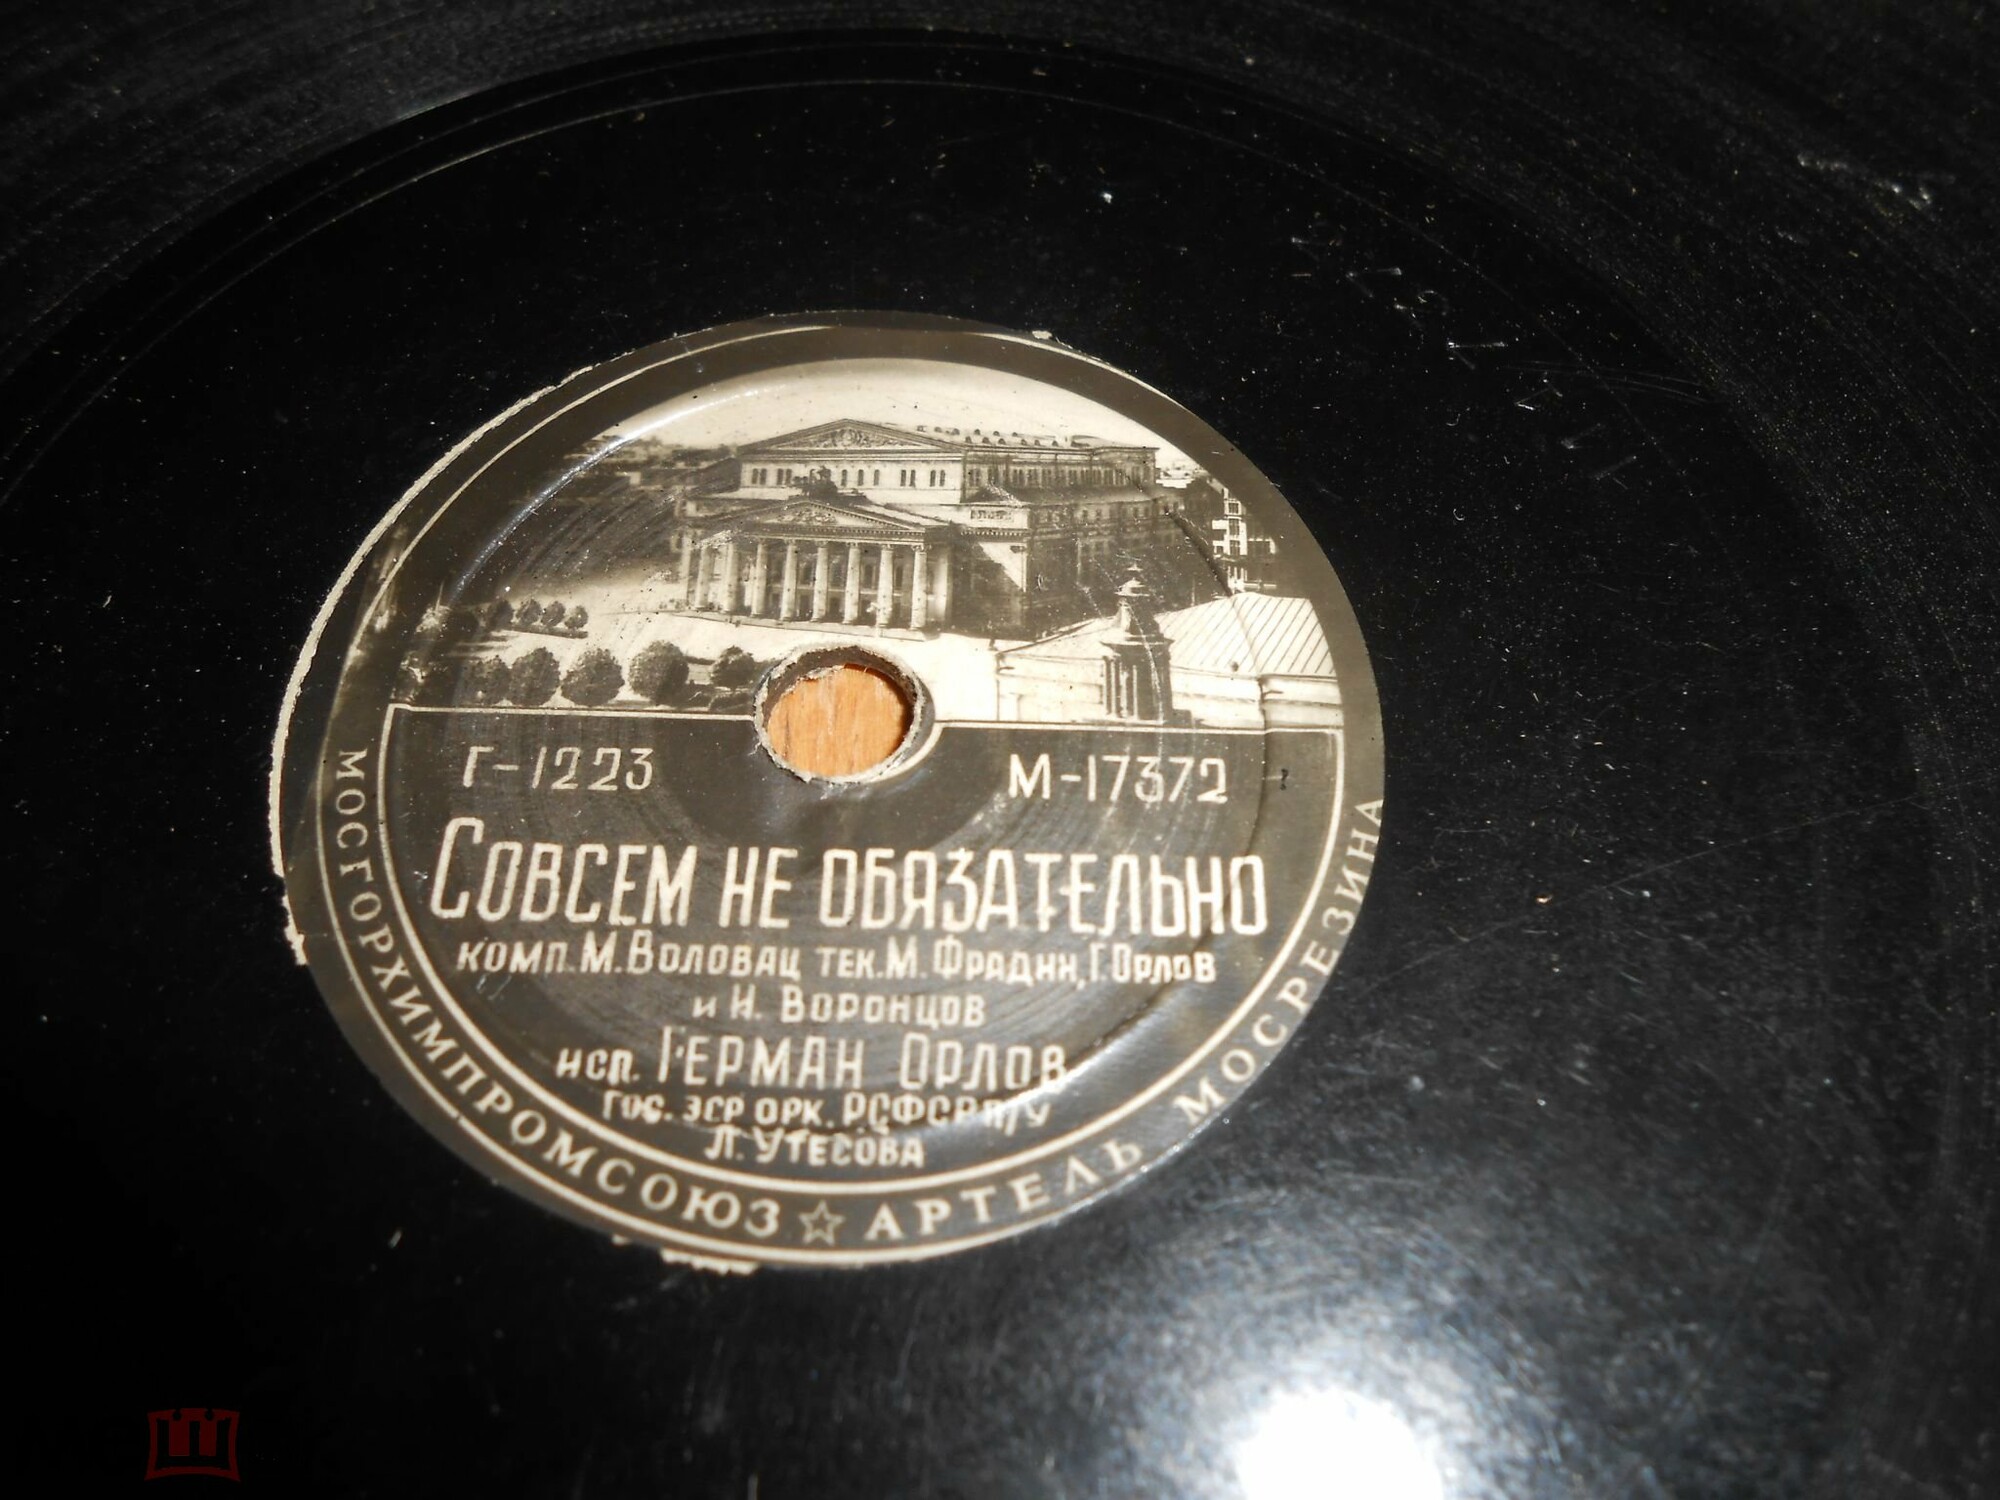 Г-1223 М-17372
СОВСЕМ НЕ ОБЯЗАТЕЛЬНО
КОМП. М. ВОЛОВАЦ ТЕК. М. ФРАДИН, Г. ОРЛОВ
И И. ВОРОНЦОВ
ИСП. ГЕРМАН ОРЛОВ
ГОС. ЭСР ОРК. РСФСР П/У
Л. УТЕСОВА
МОСГОРХИМПРОМСОЮЗ ☆ АРТЕЛЬ МОСРЕЗИНА